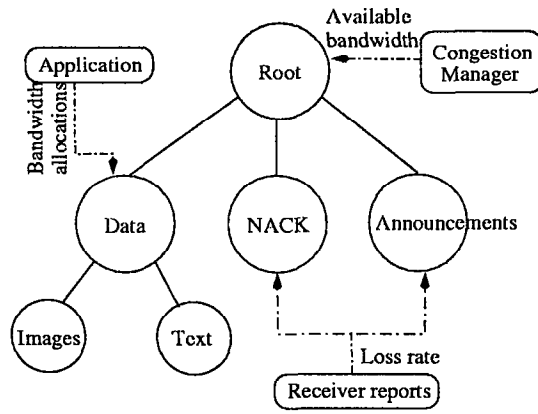 Available
bandwidth
Application
Congestion
Manager
Root
Bandwidth
allocations
Data
NACK
Announcements
Images
Text
Loss rate
Receiver reports